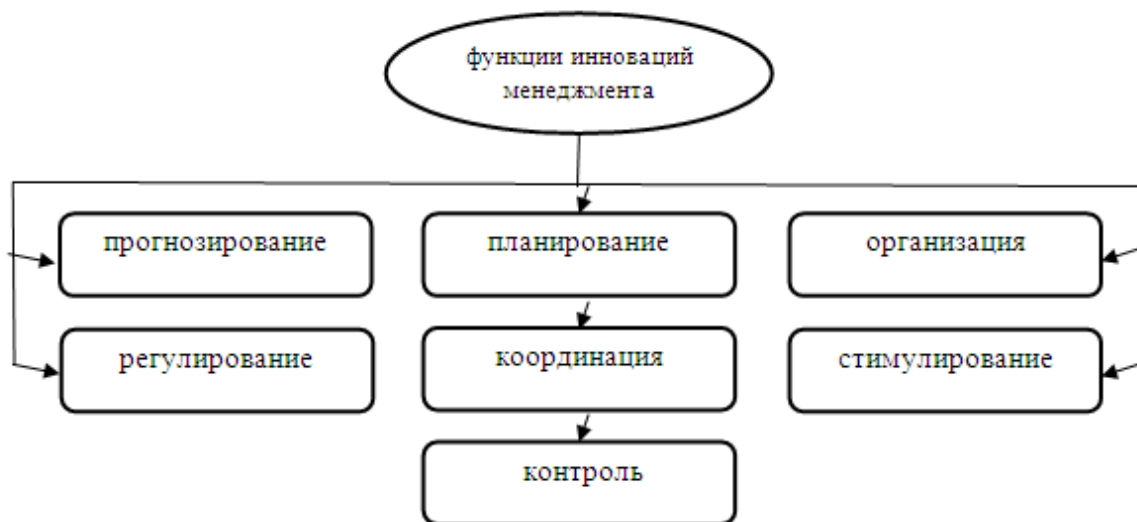 функции инноваций
менеджмента
прогнозирование
планирование
организация
регулирование
координация
стимулирование
контроль